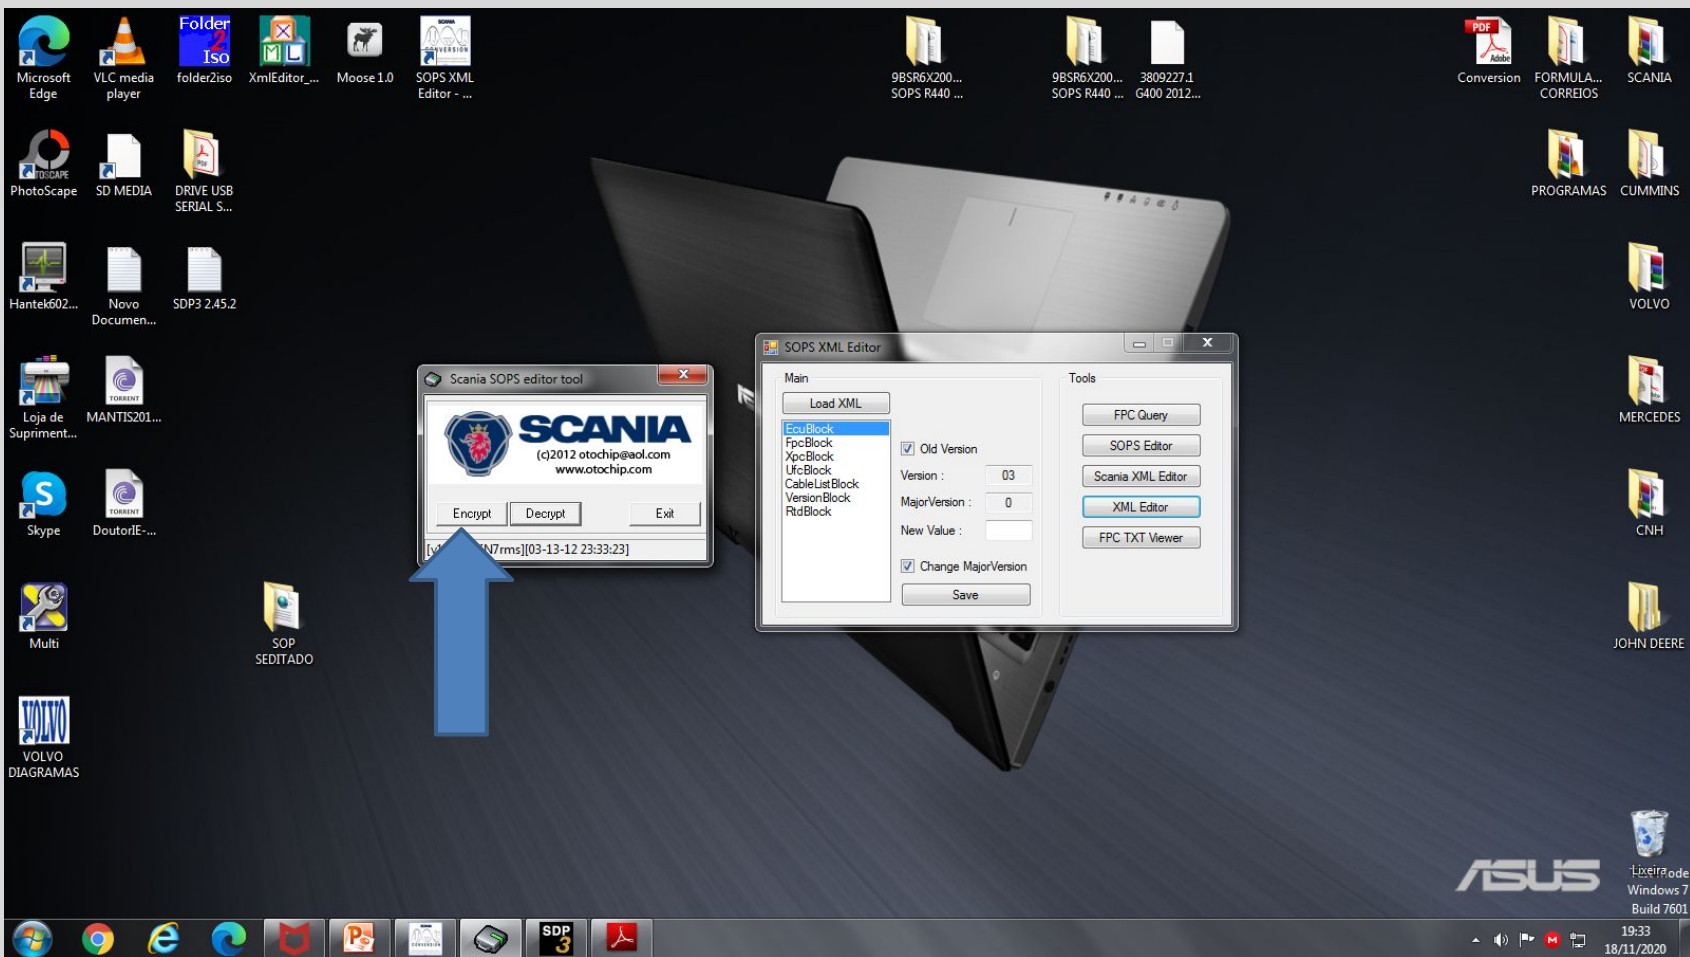 Folder
2
Iso
Microsoft
Edge
VLC media
player
folder2iso
XML
XmlEditor_...
Moose 1.0
SCANIA
CONVERSION
SOPS XML
Editor - ...
9BSR6X200...
SOPS R440 ...
9BSR6X200...
SOPS R440 ...
3809227.1
G400 2012...
PDF
Adobe
Conversion
FORMULA...
CORREIOS
SCANIA
PhotoScape
SD MEDIA
PDF
DRIVE USB
SERIAL S...
PROGRAMAS
CUMMINS
Hantek602...
Novo
Documen...
SDP3 2.45.2
VOLVO
Loja de
Supriment...
TORRENT
MANTIS201...
MERCEDES
Skype
TORRENT
DoutorIE-...
CNH
Multi
SOP
SEDITADO
JOHN DEERE
VOLVO
VOLVO
DIAGRAMAS
Scania SOPS editor tool
SCANIA
(c)2012 otochip@aol.com
www.otochip.com
Encrypt
Decrypt
Exit
N7rms][03-13-12 23:33:23]
SOPS XML Editor
Main
Load XML
EcuBlock
FpcBlock
XpcBlock
UfcBlock
CableListBlock
VersionBlock
RtdBlock
Old Version
Version : 03
MajorVersion : 0
New Value :
Change MajorVersion
Save
Tools
FPC Query
SOPS Editor
Scania XML Editor
XML Editor
FPC TXT Viewer
ASUS
Lixeira
Windows 7
Build 7601
SDP
3
19:33
18/11/2020